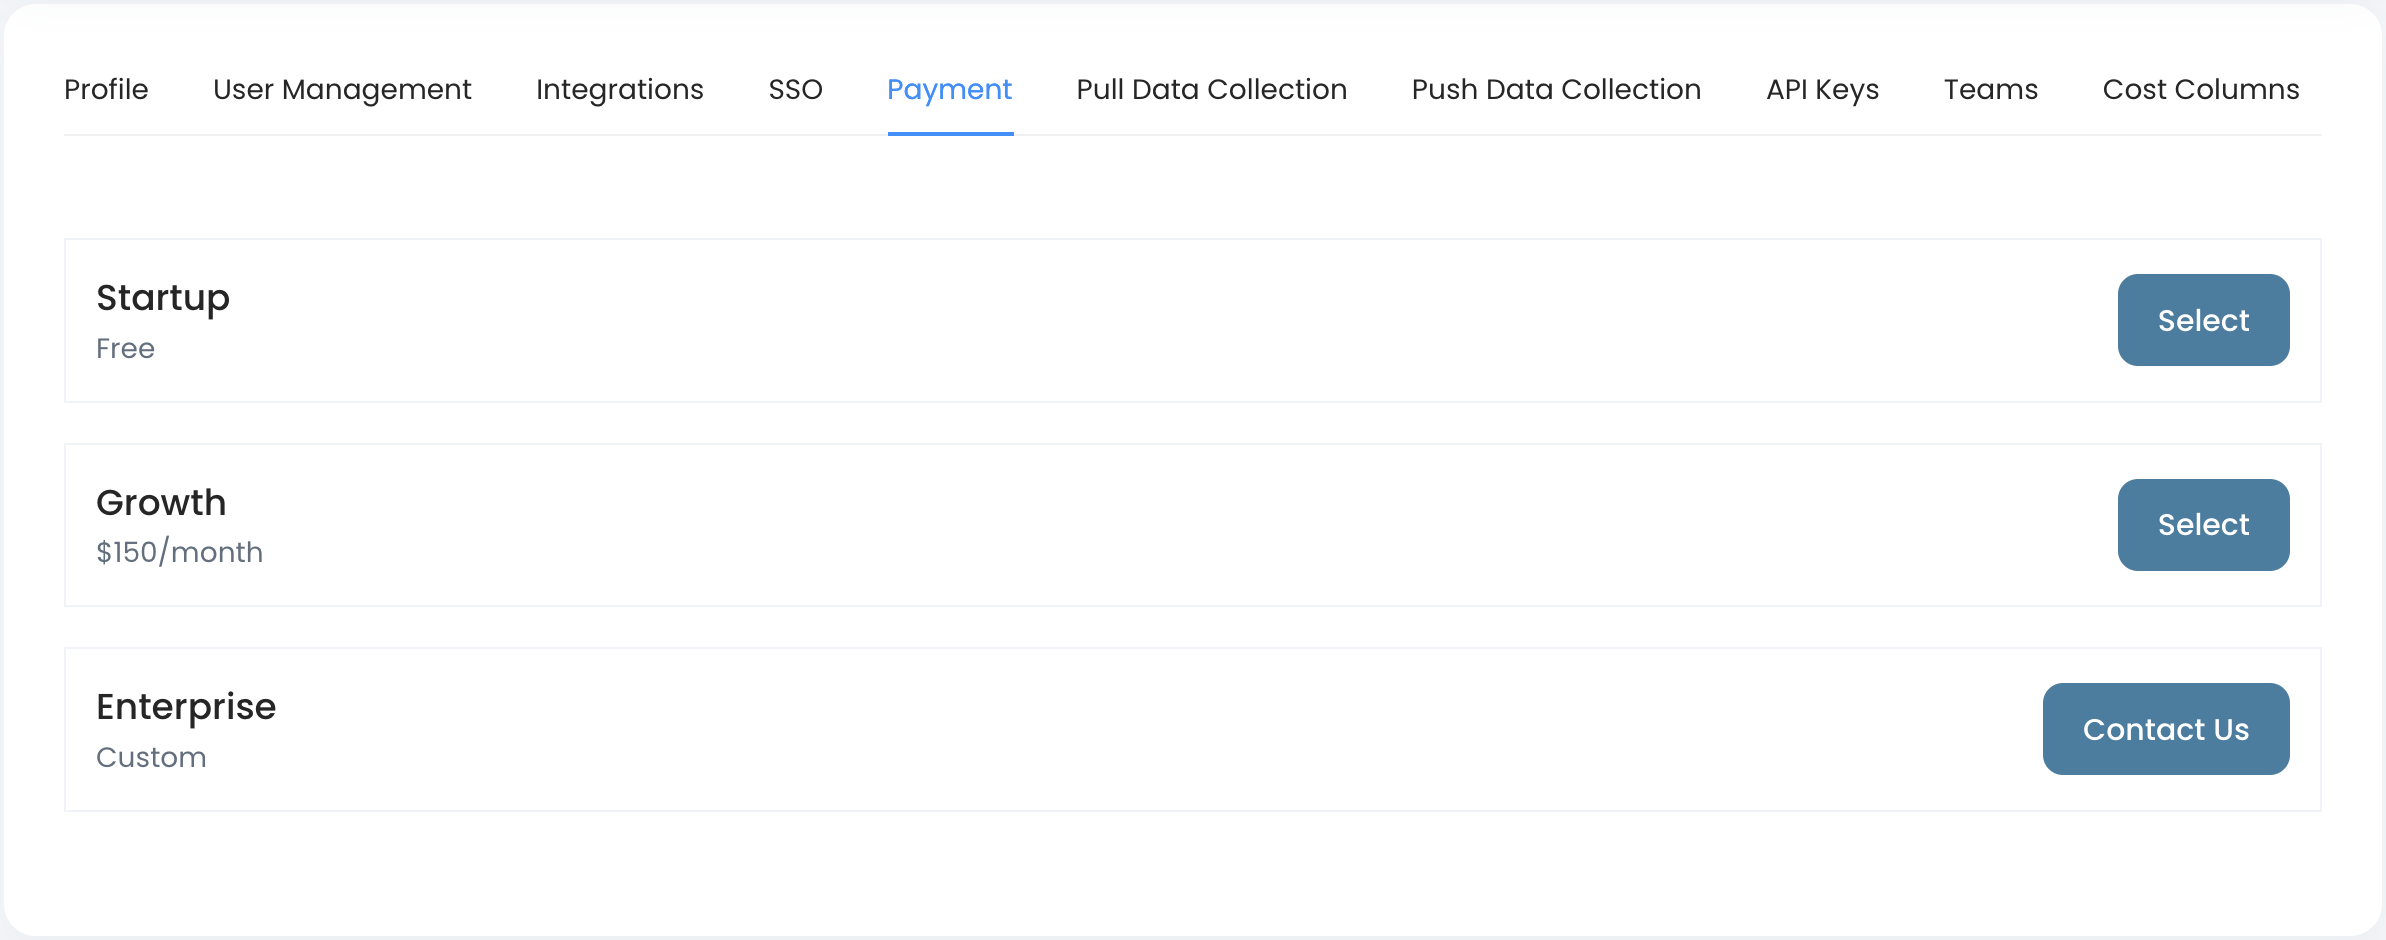 Profile User Management Integrations SSO Payment Pull Data Collection Push Data Collection API Keys Teams Cost Columns
Startup
Free
Select
Growth
$150/month
Select
Enterprise
Custom
Contact Us